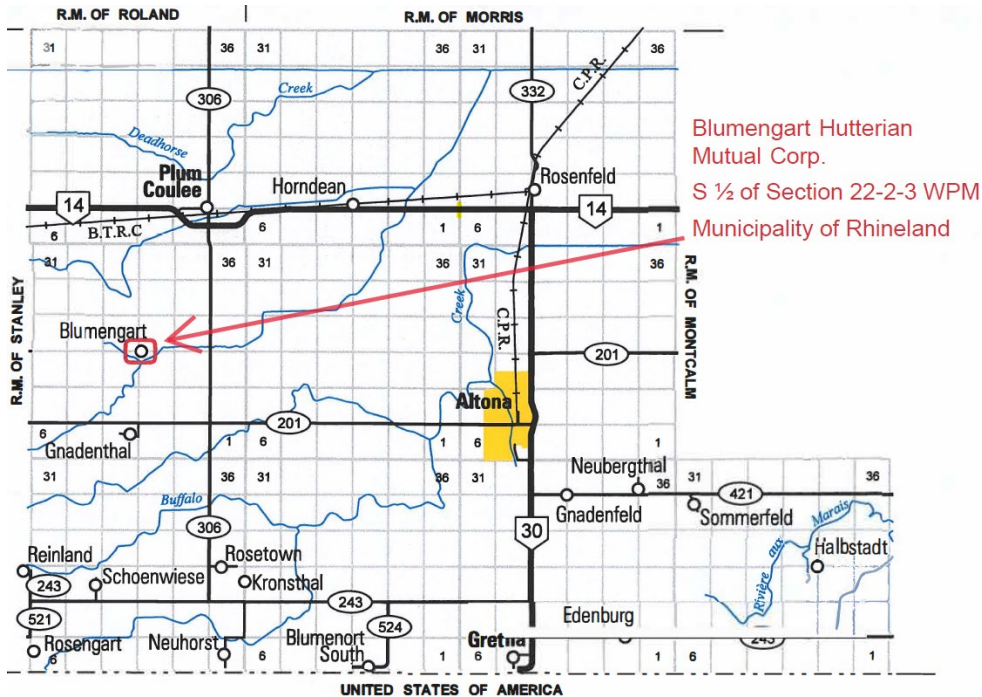 R.M. OF ROLAND
R.M. OF MORRIS
31 36 31 36 31 36
306
Creek
332
C.P.R.
Deadhorse
Blumengart Hutterian
Mutual Corp.
S ½ of Section 22-2-3 WPM
Municipality of Rhineland
Plum
Coulee
Horndean
Rosenfeld
14
14
B.T.R.C
6 6 1 6 1
31 36 31 36 31 36
R.M. OF STANLEY
R.M. OF MONTCALM
Creek
C.P.R.
Blumengart
201
Altona
201
6 1 6 1 6 1
Gnadenthal
31 36 31 36 31 36 31 36
Neubergthal
421
Buffalo
Gnadenfeld
Sommerfeld
Marais
306
30
aux
Rivière
Halbstadt
Reinland
Rosetown
243
Schoenwiese
Kronsthal
243
521
524
Edenburg
Rosengart
Neuhorst
Blumenort
South
Gretna
243
6 6 1 6 1 6 1
UNITED STATES OF AMERICA